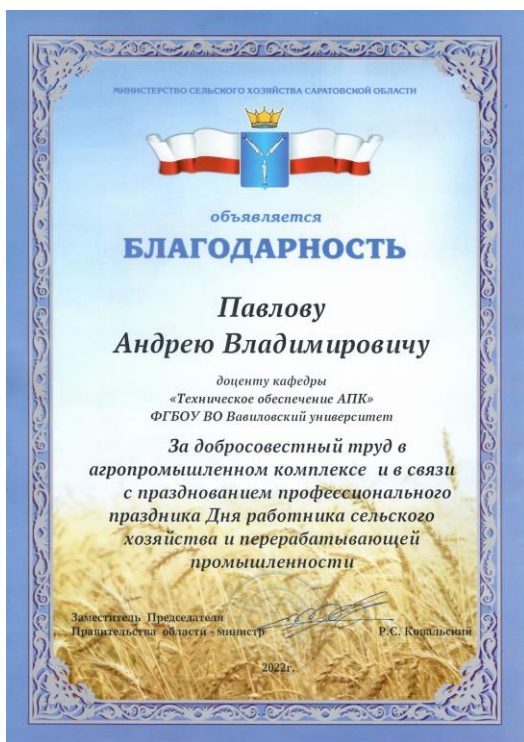 МИНИСТЕРСТВО СЕЛЬСКОГО ХОЗЯЙСТВА САРАТОВСКОЙ ОБЛАСТИ
объявляется
БЛАГОДАРНОСТЬ
Павлову
Андрею Владимировичу
доценту кафедры
«Техническое обеспечение АПК»
ФГБОУ ВО Вавиловский университет
За добросовестный труд в
агропромышленном комплексе и в связи
с празднованием профессионального
праздника Дня работника сельского
хозяйства и перерабатывающей
промышленности
Заместитель Председателя
Правительства области - министр
Р.С. Ковальский
2022г.